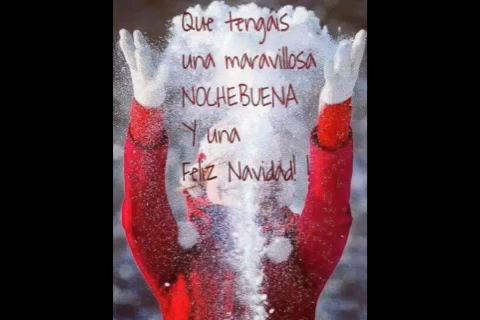 Que tengáis
una maravillosa
NOCHEBUENA
Y una
Feliz Navidad! !